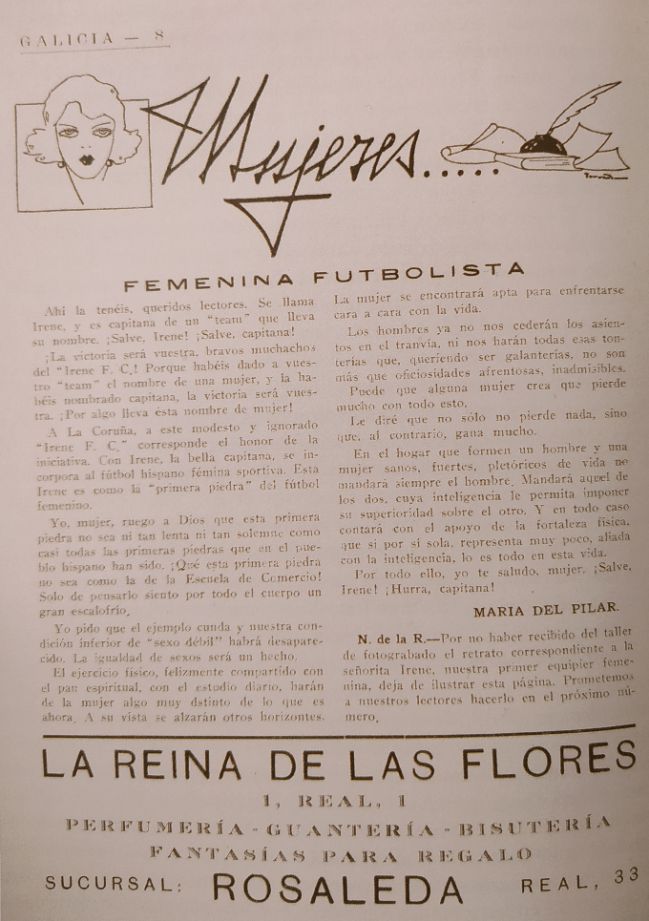 GALICIA — 8
Mujeres.....
FEMENINA FUTBOLISTA
Ahí la tenéis, queridos lectores. Se llama
Irene, y es capitana de un "team" que lleva
su nombre. ¡Salve, Irene! ¡Salve, capitana!
¡La victoria será vuestra, bravos muchachos
del "Irene F. C.! Porque habéis dado a vues-
tro "team" el nombre de una mujer, y la ha-
béis nombrado capitana, la victoria será vues-
tra. ¡Por algo lleva ésta nombre de mujer!
A La Coruña, a este modesto y ignorado
"Irene F. C." corresponde el honor de la
iniciativa. Con Irene, la bella capitana, se in-
corpora al fútbol hispano fémina sportiva. Esta
Irene es como la "primera piedra" del fútbol
femenino.
Yo, mujer, ruego a Dios que esta primera
piedra no sea ni tan lenta ni tan solemne como
casi todas las primeras piedras que en el pue-
blo hispano han sido. ¡Qué esta primera piedra
no sea como la de la Escuela de Comercio!
Solo de pensarlo siento por todo el cuerpo un
gran escalofrío.
Yo pido que el ejemplo cunda y nuestra con-
dición inferior de "sexo débil" habrá desapare-
cido. La igualdad de sexos será un hecho.
El ejercicio físico, felizmente compartido con
el pan espiritual, con el estudio diario, harán
de la mujer algo muy dstinto de lo que es
ahora. A su vista se alzarán otros horizontes.
La mujer se encontrará apta para enfrentarse
cara a cara con la vida.
Los hombres ya no nos cederán los asien-
tos en el tranvía, ni nos harán todas esas ton-
terías que, queriendo ser galanterías, no son
más que oficiosidades afrentosas, inadmisibles.
Puede que alguna mujer crea que pierde
mucho con todo esto.
Le diré que no sólo no pierde nada, sino
que, al contrario, gana mucho.
En el hogar que formen un hombre y una
mujer sanos, fuertes, pletóricos de vida no
mandará siempre el hombre. Mandará aquel de
los dos, cuya inteligencia le permita imponer
su superioridad sobre el otro. Y en todo caso
contará con el apoyo de la fortaleza física,
que si por sí sola, representa muy poco, aliada
con la inteligencia, lo es todo en esta vida.
Por todo ello, yo te saludo, mujer. ¡Salve,
Irene! ¡Hurra, capitana!
MARIA DEL PILAR.
N. de la R.—Por no haber recibido del taller
de fotograbado el retrato correspondiente a la
señorita Irene, nuestra primer equipier feme-
nina, deja de ilustrar esta página. Prometemos
a nuestros lectores hacerlo en el próximo nú-
mero.
LA REINA DE LAS FLORES
1, REAL, 1
PERFUMERÍA - GUANTERÍA - BISUTERÍA
FANTASÍAS PARA REGALO
SUCURSAL: ROSALEDA REAL, 33